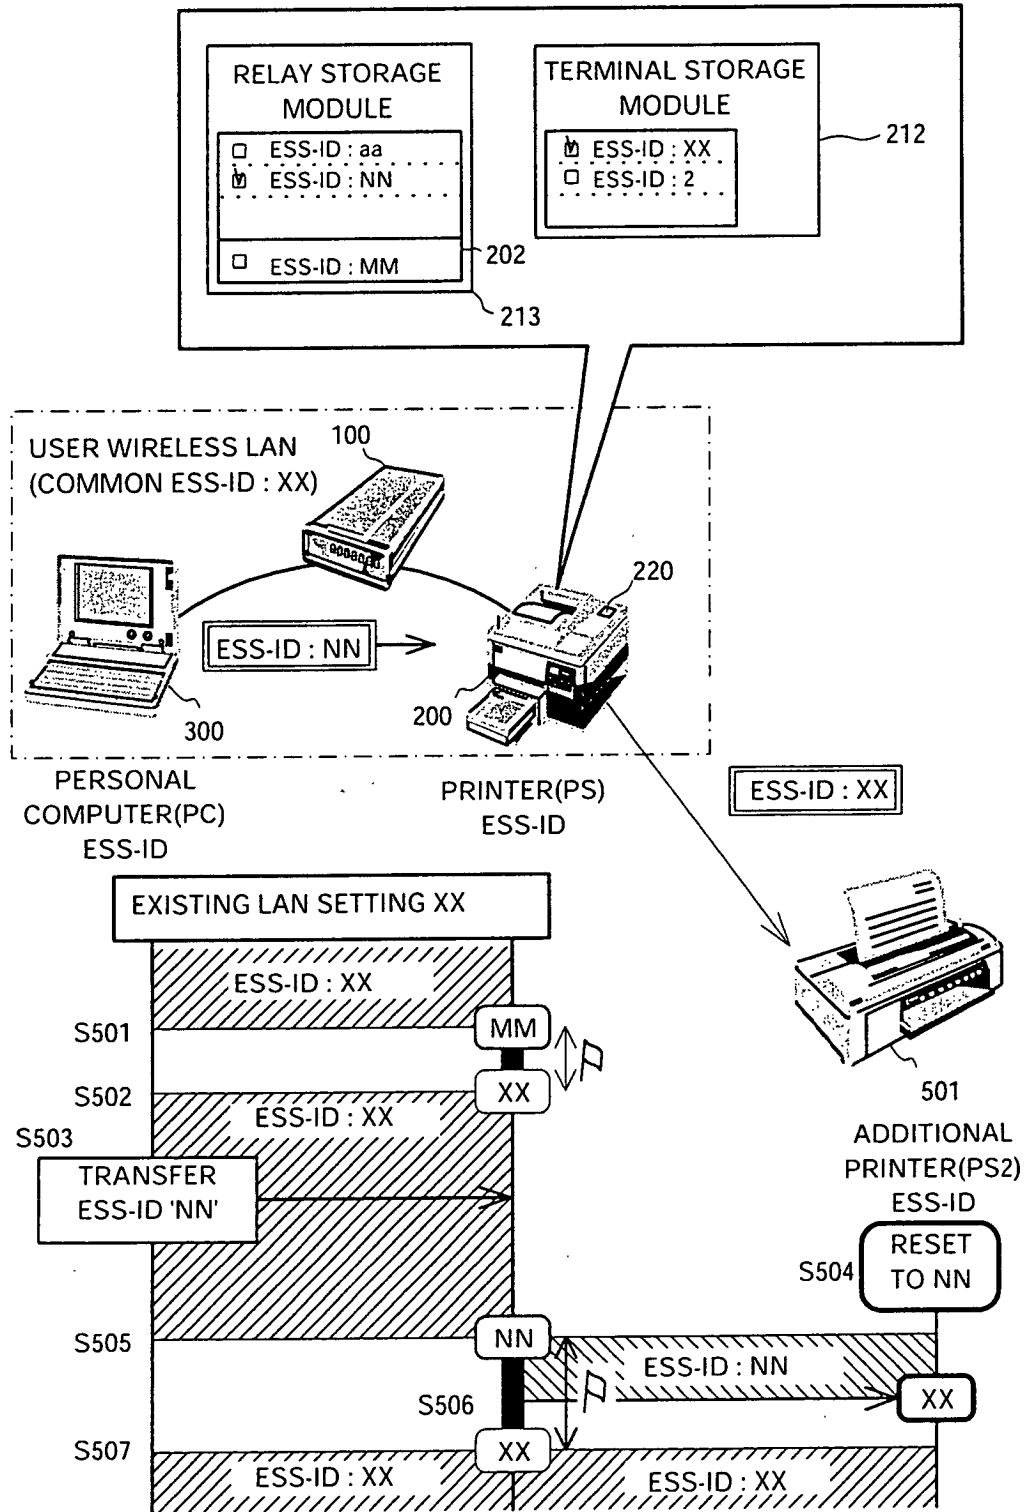 RELAY STORAGE
MODULE
ESS-ID : aa
ESS-ID : NN
ESS-ID : MM
202
213
TERMINAL STORAGE
MODULE
ESS-ID : XX
ESS-ID : 2
212
USER WIRELESS LAN
(COMMON ESS-ID : XX)
100
220
ESS-ID : NN
300
200
PERSONAL
COMPUTER(PC)
ESS-ID
PRINTER(PS)
ESS-ID
ESS-ID : XX
EXISTING LAN SETTING XX
ESS-ID : XX
S501
MM
S502
XX
ESS-ID : XX
501
ADDITIONAL
PRINTER(PS2)
ESS-ID
S503
TRANSFER
ESS-ID 'NN'
S504
RESET
TO NN
S505
NN
ESS-ID : NN
S506
XX
S507
XX
ESS-ID : XX
ESS-ID : XX